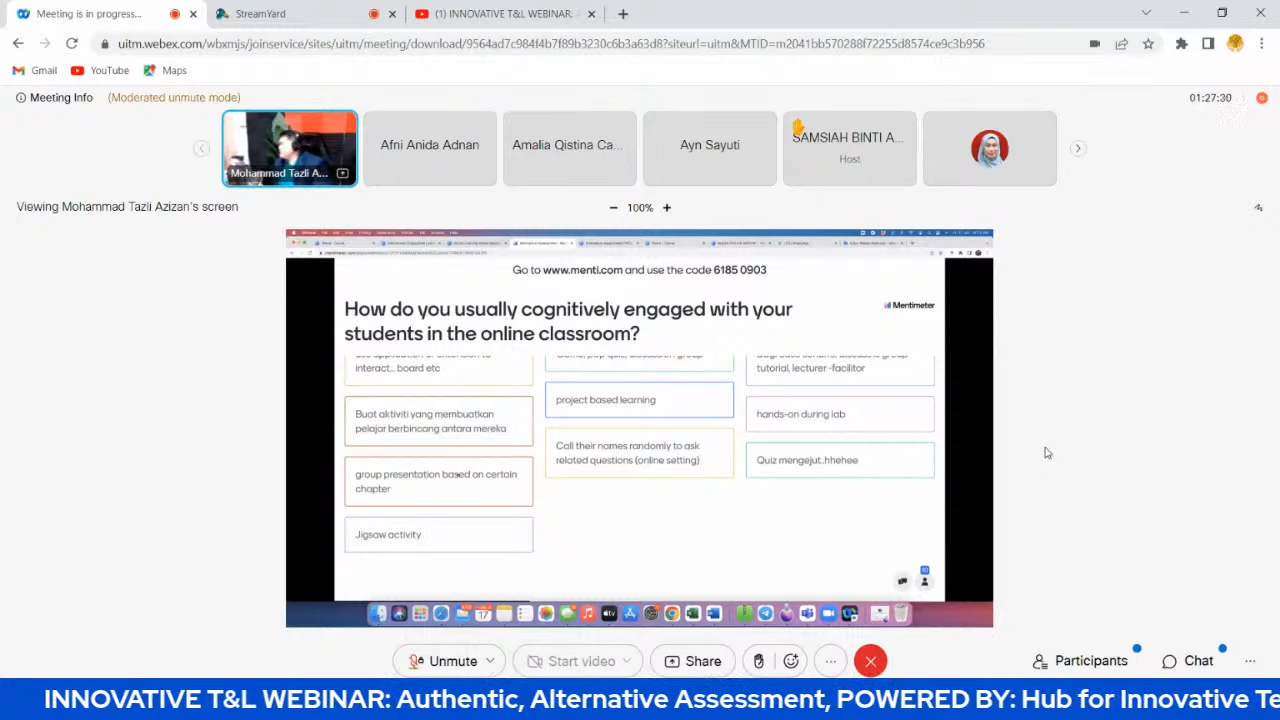 Meeting is in progress...
StreamYard
(1) INNOVATIVE T&L WEBINAR:
uitm.webex.com/wbxmjs/joinservice/sites/uitm/meeting/download/9564ad7c984f4b7f89b3230c6b3a63d8?siteurl=uitm&MTID=m2041bb570288f72255d8574ce9c3b956
Gmail
YouTube
Maps
Meeting Info
(Moderated unmute mode)
01:27:30
Mohammad Tazli A...
Afni Anida Adnan
Amalia Qistina Ca...
Ayn Sayuti
SAMSIAH BINTI A...
Host
Viewing Mohammad Tazli Azizan's screen
100%
Go to www.menti.com and use the code 6185 0903
How do you usually cognitively engaged with your
students in the online classroom?
Mentimeter
interact... board etc
Buat aktiviti yang membuatkan
pelajar berbincang antara mereka
group presentation based on certain
chapter
Jigsaw activity
project based learning
Call their names randomly to ask
related questions (online setting)
tutorial, lecturer -facilitor
hands-on during lab
Quiz mengejut..hhehee
17
tv
Unmute
Start video
Share
Participants
Chat
INNOVATIVE T&L WEBINAR: Authentic, Alternative Assessment, POWERED BY: Hub for Innovative Te